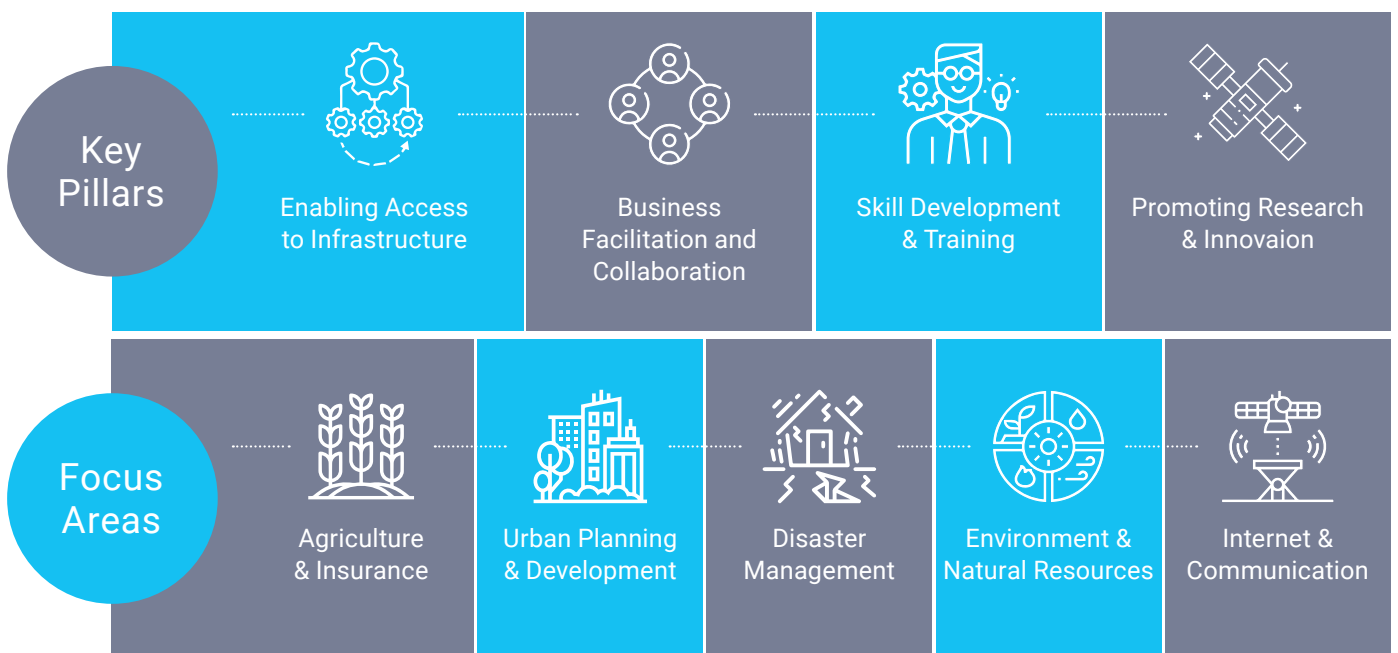 Key
Pillars
Enabling Access
to Infrastructure
Business
Facilitation and
Collaboration
Skill Development
& Training
Promoting Research
& Innovaion
Focus
Areas
Agriculture
& Insurance
Urban Planning
& Development
Disaster
Management
Environment &
Natural Resources
Internet &
Communication